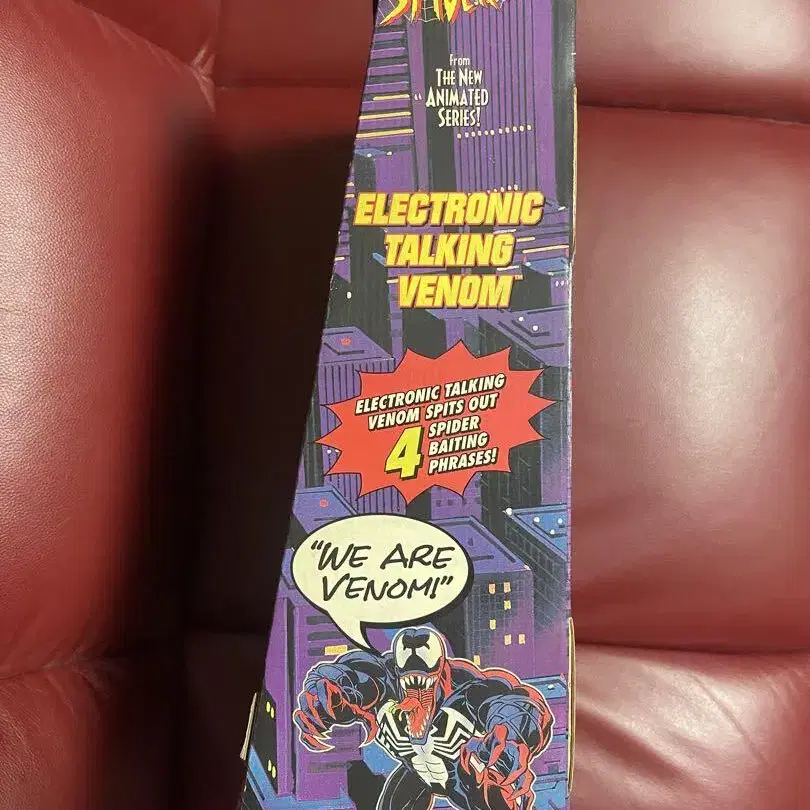 From
THE NEW
ANIMATED
SERIES!
ELECTRONIC
TALKING
VENOM™
ELECTRONIC TALKING
VENOM SPITS OUT
4 SPIDER
BAITING
PHRASES!
"WE ARE
VENOM!"